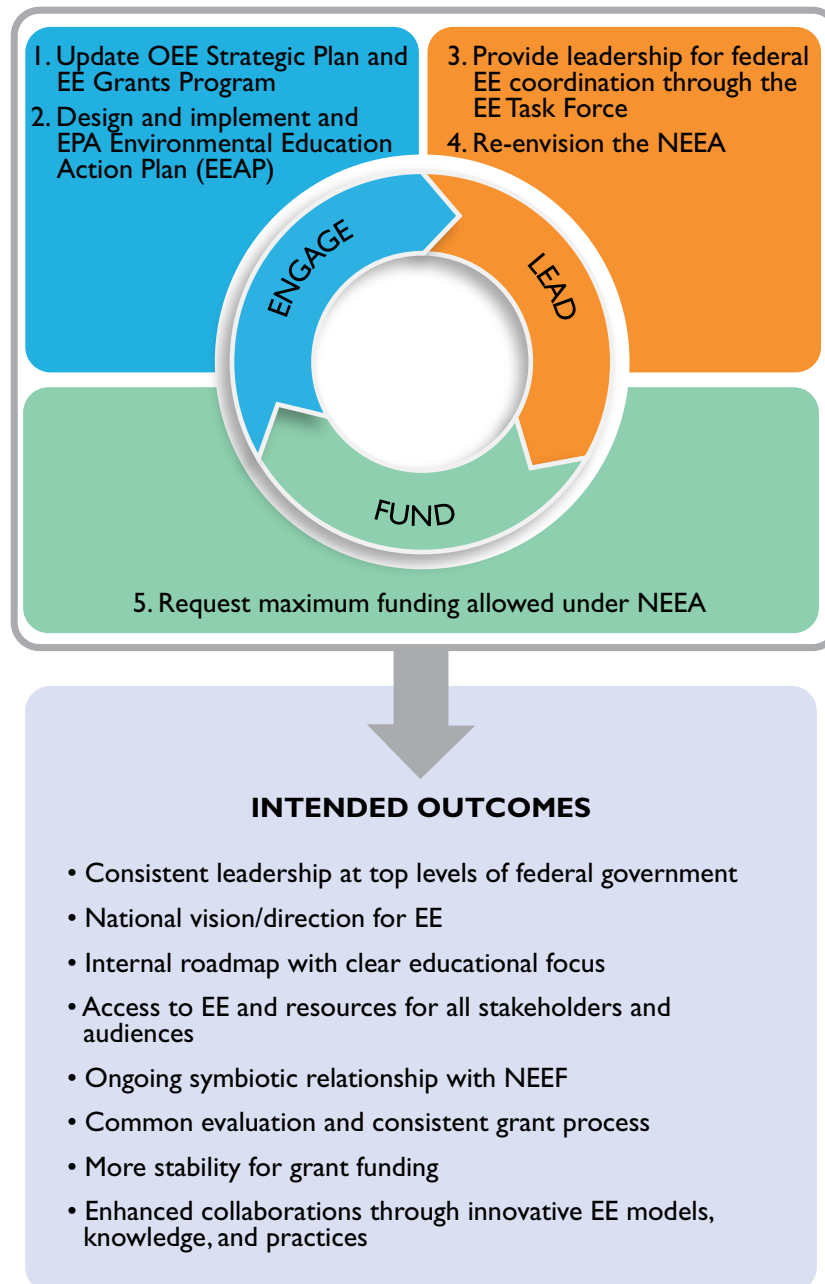 1. Update OEE Strategic Plan and
EE Grants Program
2. Design and implement and
EPA Environmental Education
Action Plan (EEAP)
3. Provide leadership for federal
EE coordination through the
EE Task Force
4. Re-envision the NEEA
ENGAGE
LEAD
FUND
5. Request maximum funding allowed under NEEA
INTENDED OUTCOMES
• Consistent leadership at top levels of federal government
• National vision/direction for EE
• Internal roadmap with clear educational focus
• Access to EE and resources for all stakeholders and
audiences
• Ongoing symbiotic relationship with NEEF
• Common evaluation and consistent grant process
• More stability for grant funding
• Enhanced collaborations through innovative EE models,
knowledge, and practices